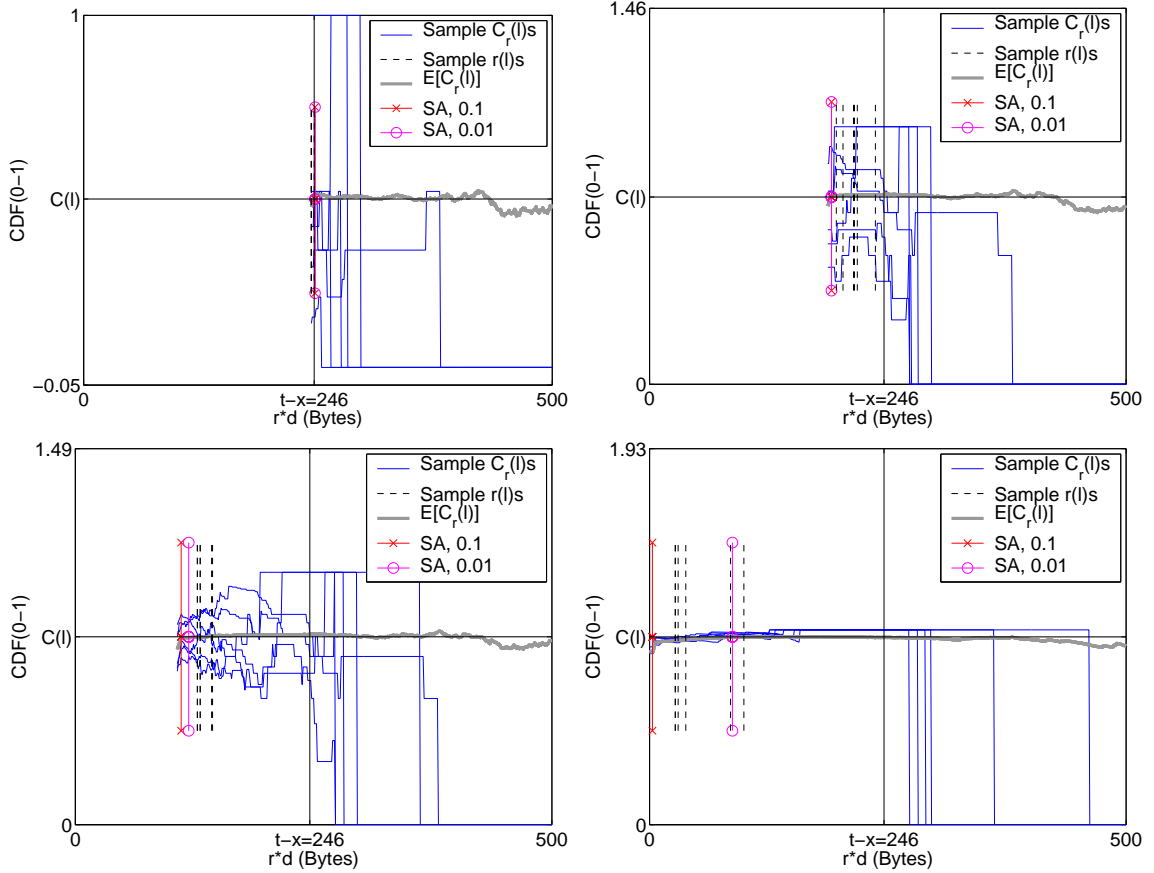 1
CDF(0−1)
C(l)
−0.05
0
t−x=246
500
r*d (Bytes)
Sample C_r(l)s
Sample r(l)s
E[C_r(l)]
SA, 0.1
SA, 0.01
1.46
CDF(0−1)
C(l)
0
0
t−x=246
500
r*d (Bytes)
Sample C_r(l)s
Sample r(l)s
E[C_r(l)]
SA, 0.1
SA, 0.01
1.49
CDF(0−1)
C(l)
0
0
t−x=246
500
r*d (Bytes)
Sample C_r(l)s
Sample r(l)s
E[C_r(l)]
SA, 0.1
SA, 0.01
1.93
CDF(0−1)
C(l)
0
0
t−x=246
500
r*d (Bytes)
Sample C_r(l)s
Sample r(l)s
E[C_r(l)]
SA, 0.1
SA, 0.01